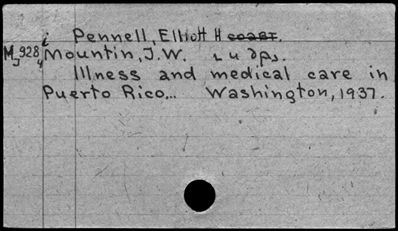 i Pennell, Elliott H
M 928 Mountin, J.W.
Illness and medical care in
Puerto Rico... Washington, 1937.